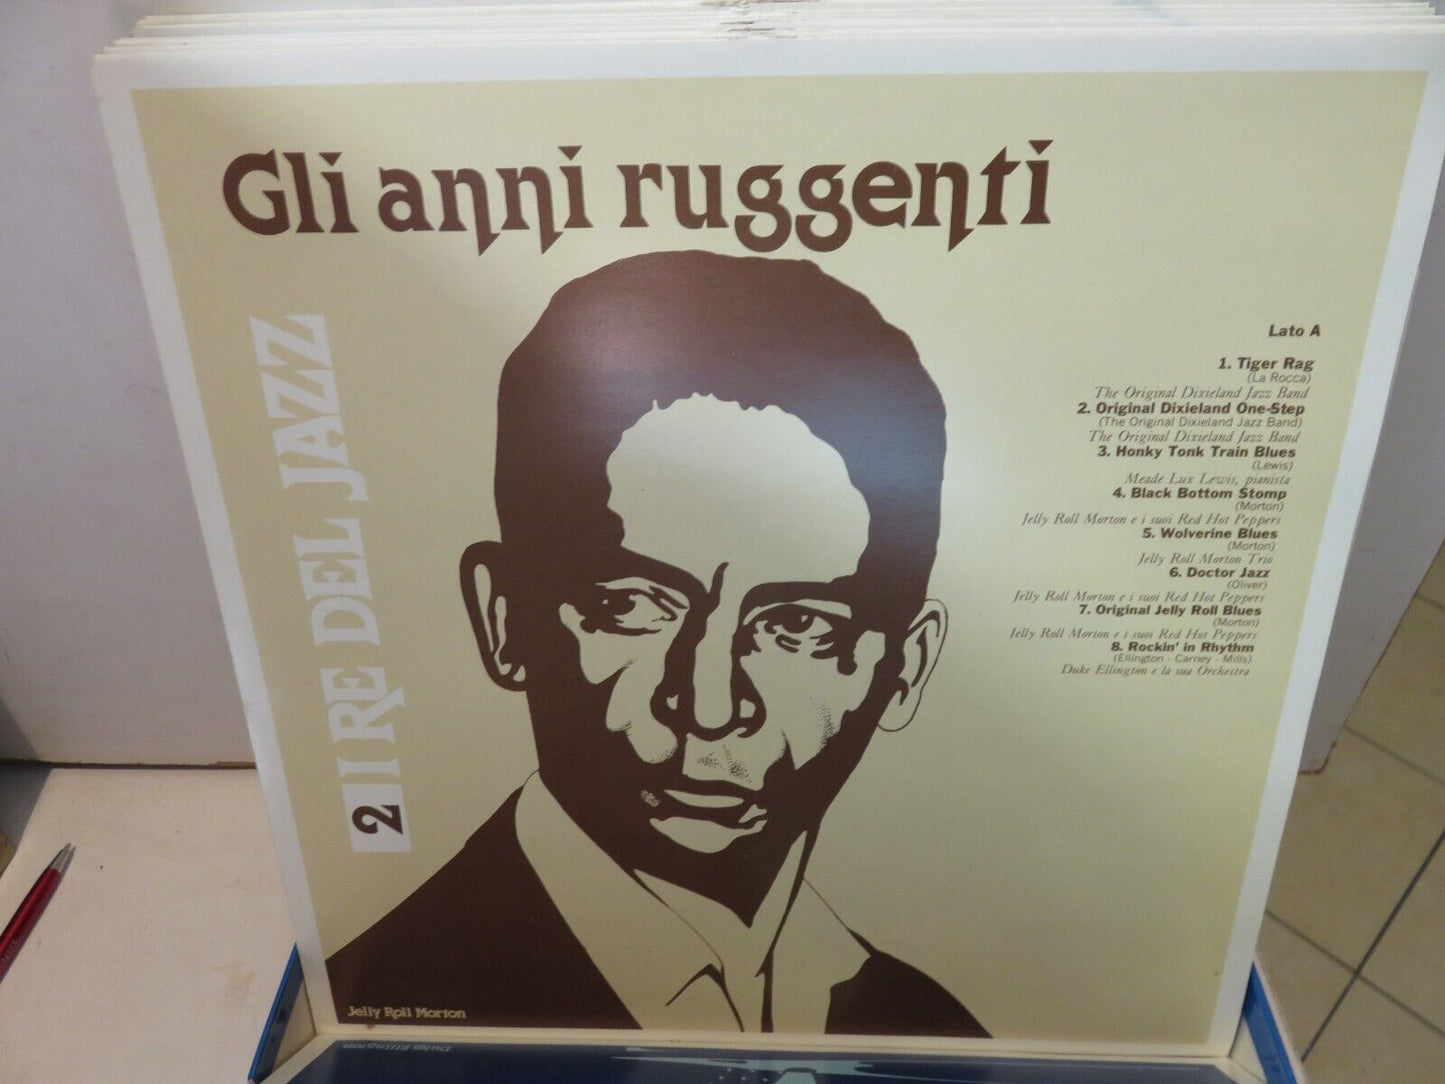 Gli anni ruggenti
2 I RE DEL JAZZ
Lato A
1. Tiger Rag
(La Rocca)
The Original Dixieland Jazz Band
2. Original Dixieland One-Step
(The Original Dixieland Jazz Band)
The Original Dixieland Jazz Band
3. Honky Tonk Train Blues
(Lewis)
Meade Lux Lewis, pianista
4. Black Bottom Stomp
(Morton)
Jelly Roll Morton e i suoi Red Hot Peppers
5. Wolverine Blues
(Morton)
Jelly Roll Morton Trio
6. Doctor Jazz
(Oliver)
Jelly Roll Morton e i suoi Red Hot Peppers
7. Original Jelly Roll Blues
(Morton)
Jelly Roll Morton e i suoi Red Hot Peppers
8. Rockin' in Rhythm
(Ellington - Carney - Mills)
Duke Ellington e la sua Orchestra
Jelly Roll Morton
Duke Ellington